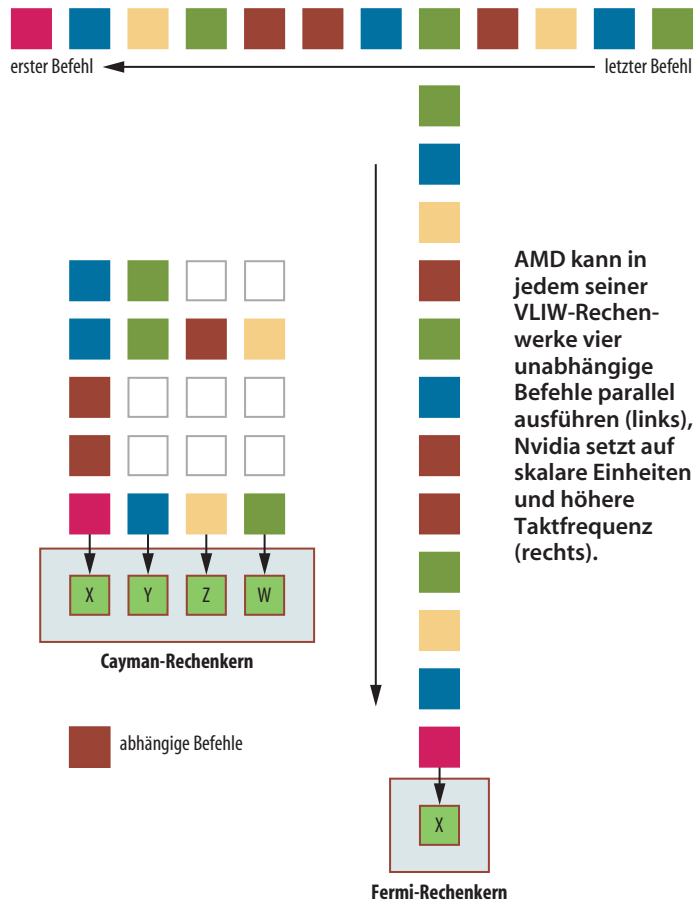 erster Befehl
letzter Befehl
AMD kann in
jedem seiner
VLIW-Rechen-
werke vier
unabhängige
Befehle parallel
ausführen (links),
Nvidia setzt auf
skalare Einheiten
und höhere
Taktfrequenz
(rechts).
X Y Z W
Cayman-Rechenkern
abhängige Befehle
X
Fermi-Rechenkern